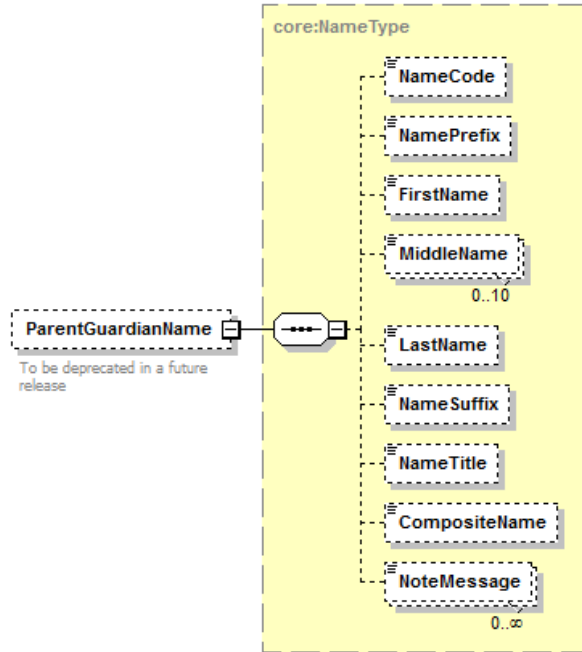 core:NameType
NameCode
NamePrefix
FirstName
MiddleName
0..10
ParentGuardianName
To be deprecated in a future
release
LastName
NameSuffix
NameTitle
CompositeName
NoteMessage
0..∞